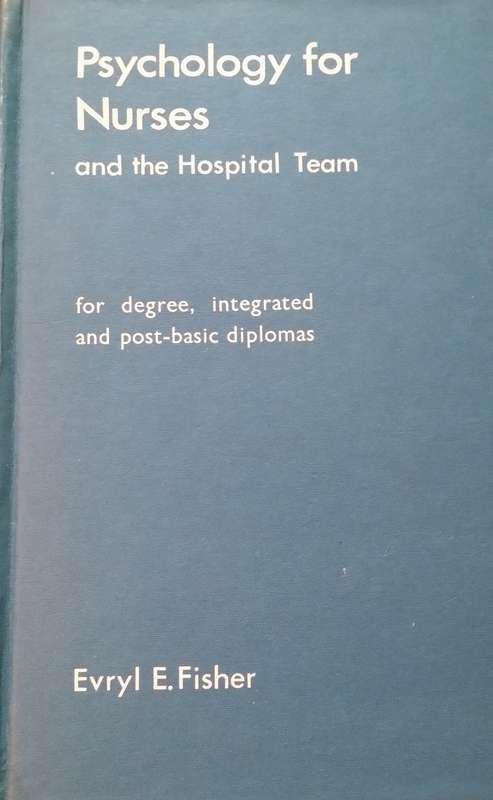 Psychology for
Nurses
and the Hospital Team
for degree, integrated
and post-basic diplomas
Evryl E. Fisher